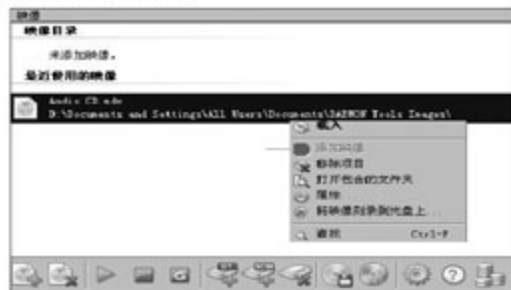 映像
映像目录
未添加映像。
最近使用的映像
Audio CD.mds
D:\Documents and Settings\All Users\Documents\DAEMON Tools Images\
载入
添加映像
移除项目
打开包含的文件夹
属性
将映像刻录到光盘上...
查找 Ctrl+F